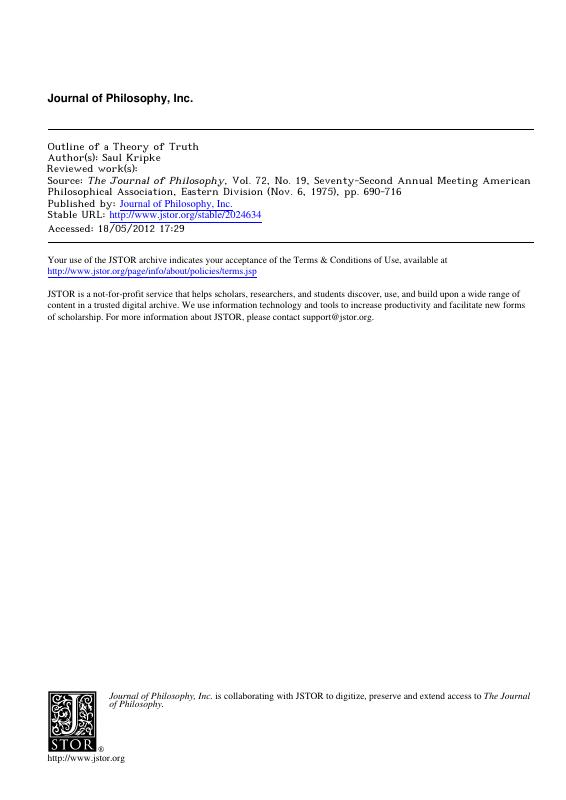 Journal of Philosophy, Inc.
Outline of a Theory of Truth
Author(s): Saul Kripke
Reviewed work(s):
Source: The Journal of Philosophy, Vol. 72, No. 19, Seventy-Second Annual Meeting American
Philosophical Association, Eastern Division (Nov. 6, 1975), pp. 690-716
Published by: Journal of Philosophy, Inc.
Stable URL: http://www.jstor.org/stable/2024634
Accessed: 18/05/2012 17:29
Your use of the JSTOR archive indicates your acceptance of the Terms & Conditions of Use, available at
http://www.jstor.org/page/info/about/policies/terms.jsp
JSTOR is a not-for-profit service that helps scholars, researchers, and students discover, use, and build upon a wide range of
content in a trusted digital archive. We use information technology and tools to increase productivity and facilitate new forms
of scholarship. For more information about JSTOR, please contact support@jstor.org.
Journal of Philosophy, Inc. is collaborating with JSTOR to digitize, preserve and extend access to The Journal
of Philosophy.
JSTOR®
http://www.jstor.org